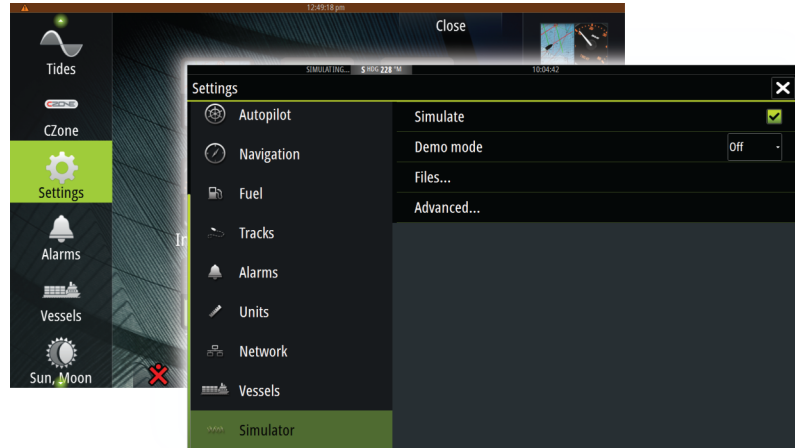 12:49:18 pm
Close
Tides
CZONE
CZone
Settings
Alarms
Vessels
Sun, Moon
SIMULATING... S HDG 228 °M 10:04:42
Settings
Autopilot
Navigation
Fuel
Tracks
Alarms
Units
Network
Vessels
Simulator
Simulate
Demo mode Off
Files...
Advanced...